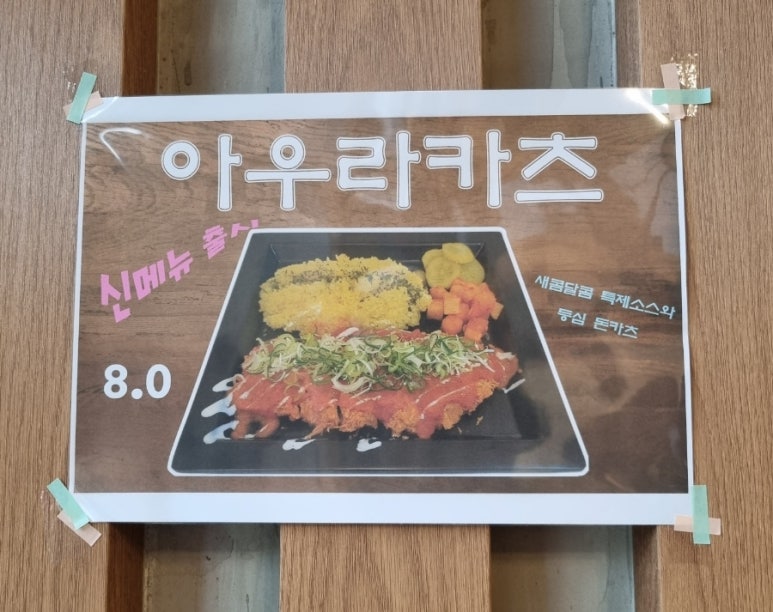 아우라카츠
신메뉴 출시
새콤달콤 특제소스와
등심 돈카츠
8.0